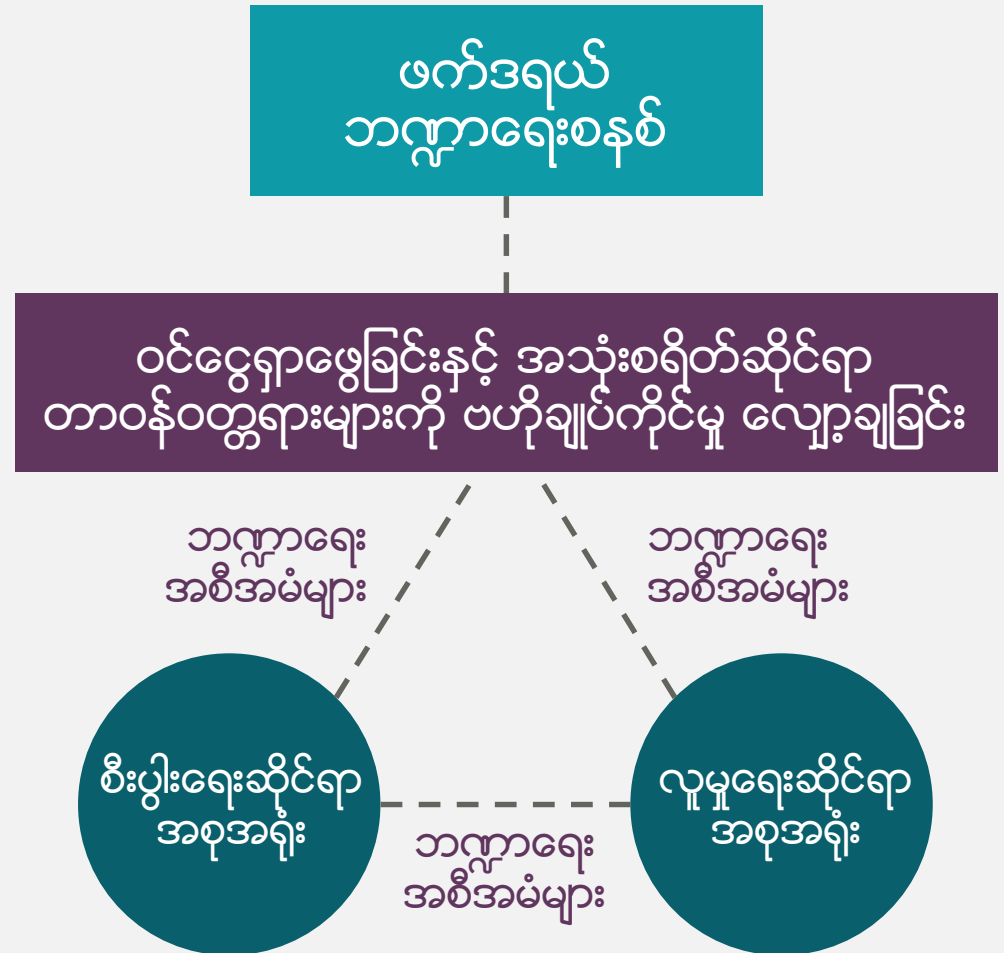 ဖက်ဒရယ်
ဘဏ္ဍာရေးစနစ်
ဝင်ငွေရှာဖွေခြင်းနှင့် အသုံးစရိတ်ဆိုင်ရာ
တာဝန်ဝတ္တရားများကို ဗဟိုချုပ်ကိုင်မှု လျှော့ချခြင်း
ဘဏ္ဍာရေး
အစီအမံများ
ဘဏ္ဍာရေး
အစီအမံများ
စီးပွါးရေးဆိုင်ရာ
အစုအရုံး
လူမှုရေးဆိုင်ရာ
အစုအရုံး
ဘဏ္ဍာရေး
အစီအမံများ